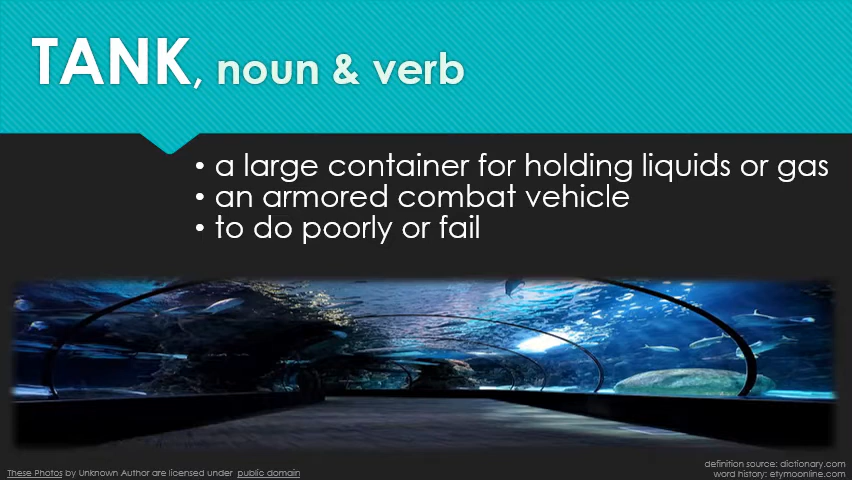 TANK, noun & verb
• a large container for holding liquids or gas
• an armored combat vehicle
• to do poorly or fail
definition source: dictionary.com
These Photos by Unknown Author are licensed under public domain
word history: etymoonline.com